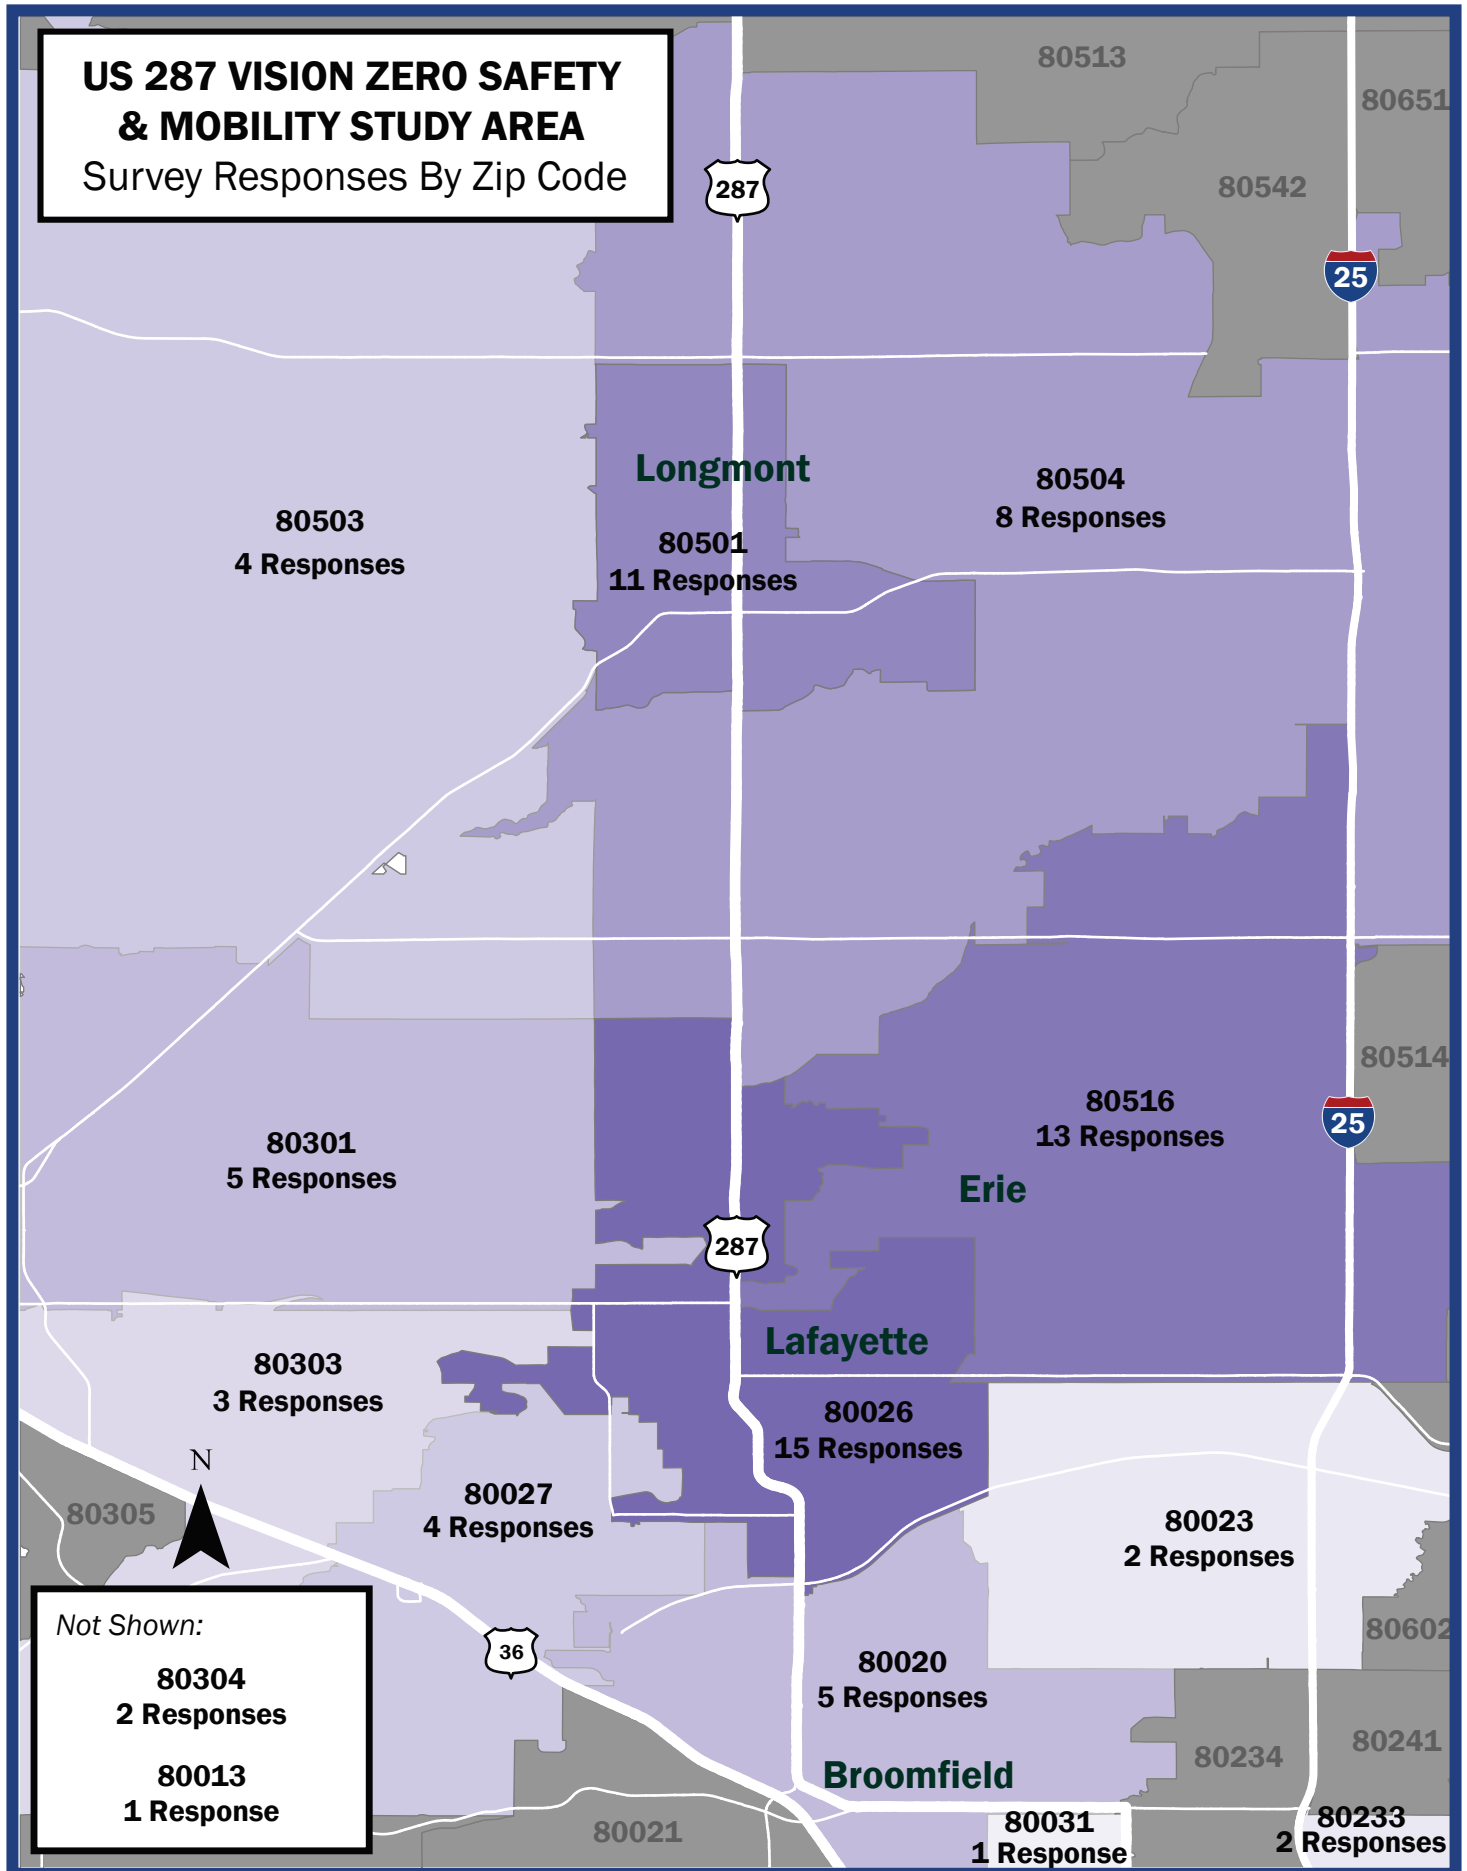 US 287 VISION ZERO SAFETY
& MOBILITY STUDY AREA
Survey Responses By Zip Code
80513
80651
287
80542
25
Longmont
80504
8 Responses
80503
4 Responses
80501
11 Responses
80514
80516
13 Responses
25
80301
5 Responses
Erie
287
Lafayette
80303
3 Responses
80026
15 Responses
N
80305
80027
4 Responses
80023
2 Responses
Not Shown:
80304
2 Responses
80013
1 Response
36
80602
80020
5 Responses
80234
80241
Broomfield
80021
80031
1 Response
80233
2 Responses